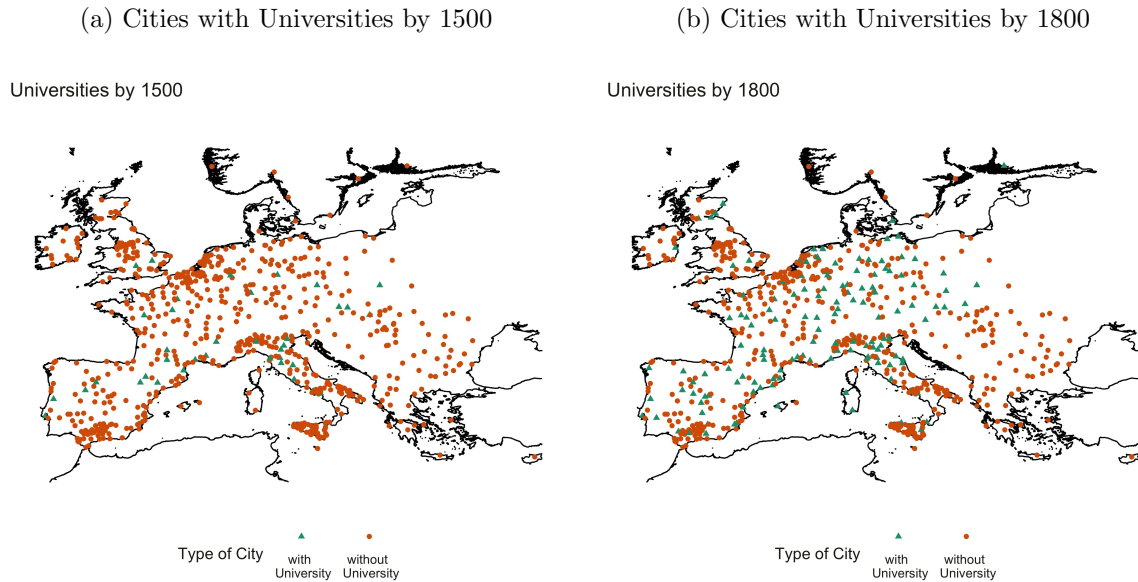 (a) Cities with Universities by 1500
Universities by 1500
Type of City
with
University
without
University
(b) Cities with Universities by 1800
Universities by 1800
Type of City
with
University
without
University